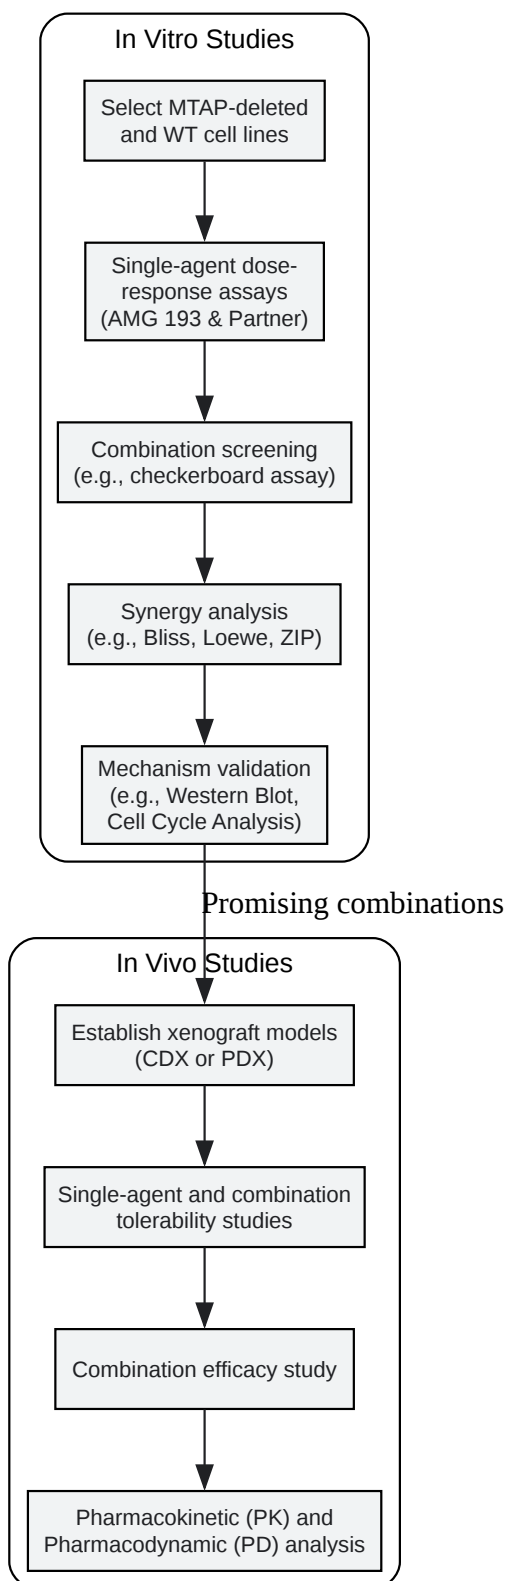 In Vitro Studies
Select MTAP-deleted
and WT cell lines
Single-agent dose-
response assays
(AMG 193 & Partner)
Combination screening
(e.g., checkerboard assay)
Synergy analysis
(e.g., Bliss, Loewe, ZIP)
Mechanism validation
(e.g., Western Blot,
Cell Cycle Analysis)
Promising combinations
In Vivo Studies
Establish xenograft models
(CDX or PDX)
Single-agent and combination
tolerability studies
Combination efficacy study
Pharmacokinetic (PK) and
Pharmacodynamic (PD) analysis